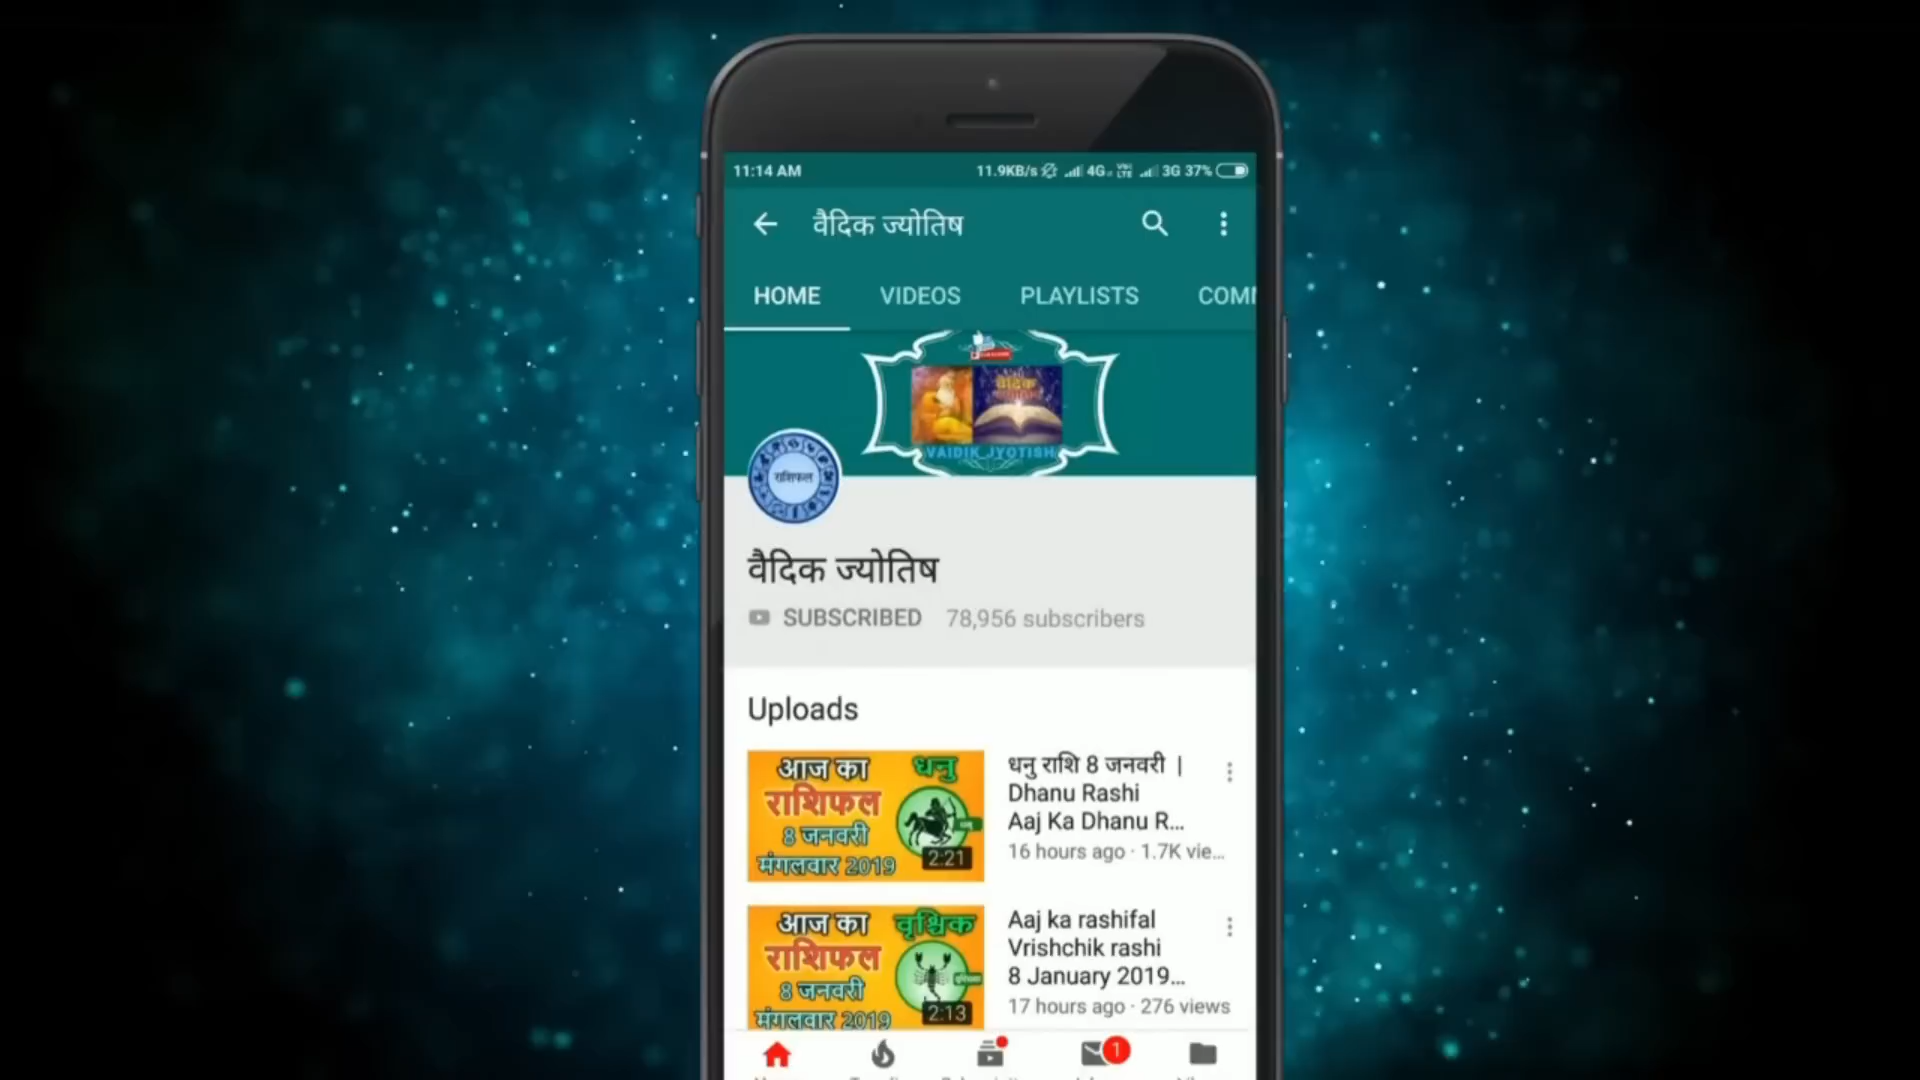 11:14 AM
11.9KB/s 4G 3G 37%
वैदिक ज्योतिष
HOME VIDEOS PLAYLISTS COMM
वैदिक
VAIDIK JYOTISH
राशिफल
वैदिक ज्योतिष
SUBSCRIBED 78,956 subscribers
Uploads
आज का धनु
राशिफल
8 जनवरी
मंगलवार 2019
2:21
धनु राशि 8 जनवरी |
Dhanu Rashi
Aaj Ka Dhanu R...
16 hours ago · 1.7K vie...
आज का वृश्चिक
राशिफल
8 जनवरी
मंगलवार 2019
2:13
Aaj ka rashifal
Vrishchik rashi
8 January 2019...
17 hours ago · 276 views
1